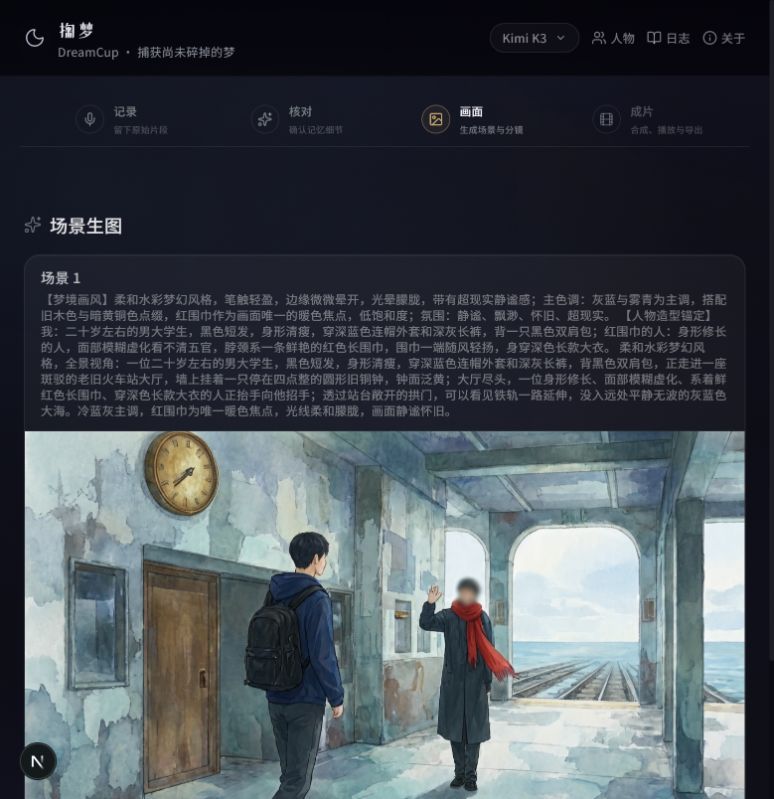 掬梦
DreamCup · 捕获尚未碎掉的梦
Kimi K3
人物
日志
关于
记录
留下原始片段
核对
确认记忆细节
画面
生成场景与分镜
成片
合成、播放与导出
场景生图
场景 1
【梦境画风】柔和水彩梦幻风格，笔触轻盈，边缘微微晕开，光晕朦胧，带有超现实静谧感；主色调：灰蓝与雾青为主调，搭配
旧木色与暗黄铜色点缀，红围巾作为画面唯一的暖色焦点，低饱和度；氛围：静谧、飘渺、怀旧、超现实。 【人物造型锚定】
我：二十岁左右的男大学生，黑色短发，身形清瘦，穿深蓝色连帽外套和深灰长裤，背一只黑色双肩包；红围巾的人：身形修长
的人，面部模糊虚化看不清五官，脖颈系一条鲜艳的红色长围巾，围巾一端随风轻扬，身穿深色长款大衣。 柔和水彩梦幻风
格，全景视角：一位二十岁左右的男大学生，黑色短发，身形清瘦，穿深蓝色连帽外套和深灰长裤，背黑色双肩包，正走进一座
斑驳的老旧火车站大厅，墙上挂着一只停在四点整的圆形旧铜钟，钟面泛黄；大厅尽头，一位身形修长、面部模糊虚化、系着鲜
红色长围巾、穿深色长款大衣的人正抬手向他招手；透过站台敞开的拱门，可以看见铁轨一路延伸，没入远处平静无波的灰蓝色
大海。冷蓝灰主调，红围巾为唯一暖色焦点，光线柔和朦胧，画面静谧怀旧。
N